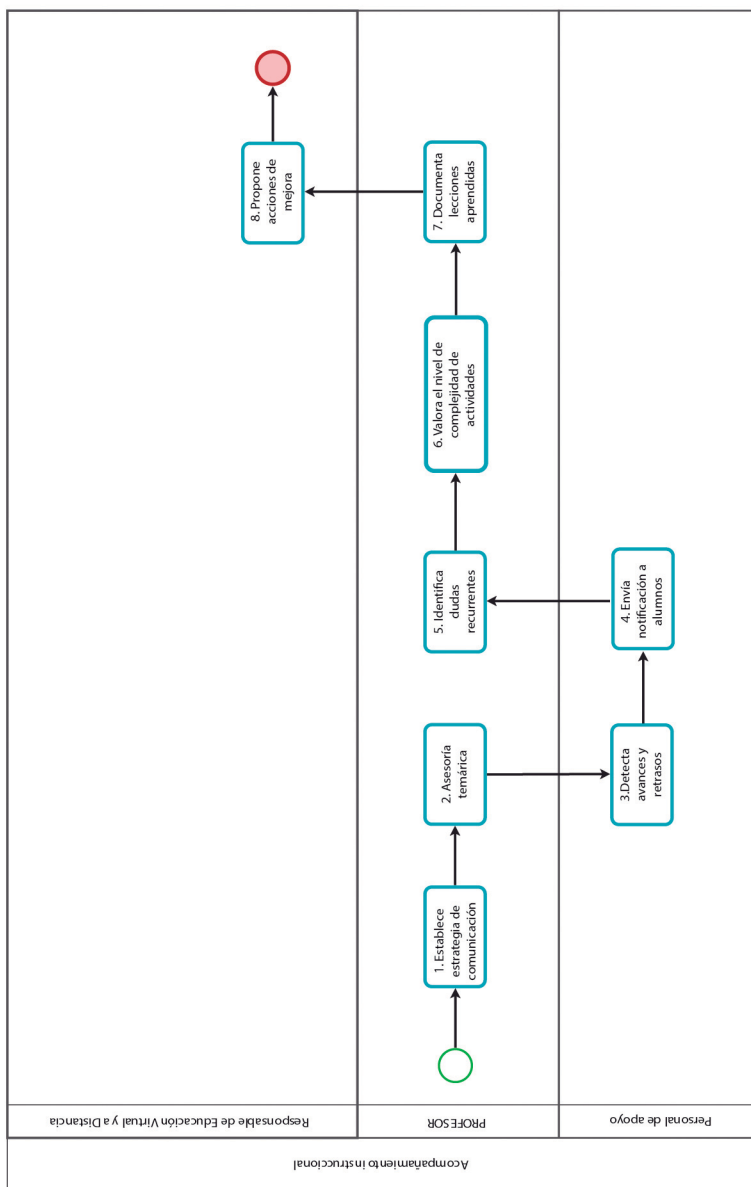 Acompañamiento instruccional
Responsable de Educación Virtual y a Distancia
PROFESOR
Personal de apoyo
1. Establece
estrategia de
comunicación
2. Asesoría
temárica
3.Detecta
avances y
retrasos
4. Envía
notificación a
alumnos
5. Identifica
dudas
recurrentes
6. Valora el nivel de
complejidad de
actividades
7. Documenta
lecciones
aprendidas
8. Propone
acciones de
mejora